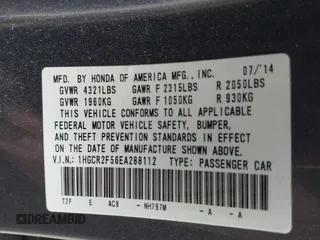 MFD. BY HONDA OF AMERICA MFG., INC. 07/'14
GVWR 4321LBS GAWR F 2315LBS R 2050LBS
GVWR 1960KG GAWR F 1050KG R 930KG
THIS VEHICLE CONFORMS TO ALL APPLICABLE
FEDERAL MOTOR VEHICLE SAFETY, BUMPER,
AND THEFT PREVENTION STANDARDS IN EFFECT
ON THE DATE OF MANUFACTURE SHOWN ABOVE.
V.I.N.: 1HGCR2F56EA288112 TYPE: PASSENGER CAR
T2F E AC9 - NH797M - A - A
DREAMBID